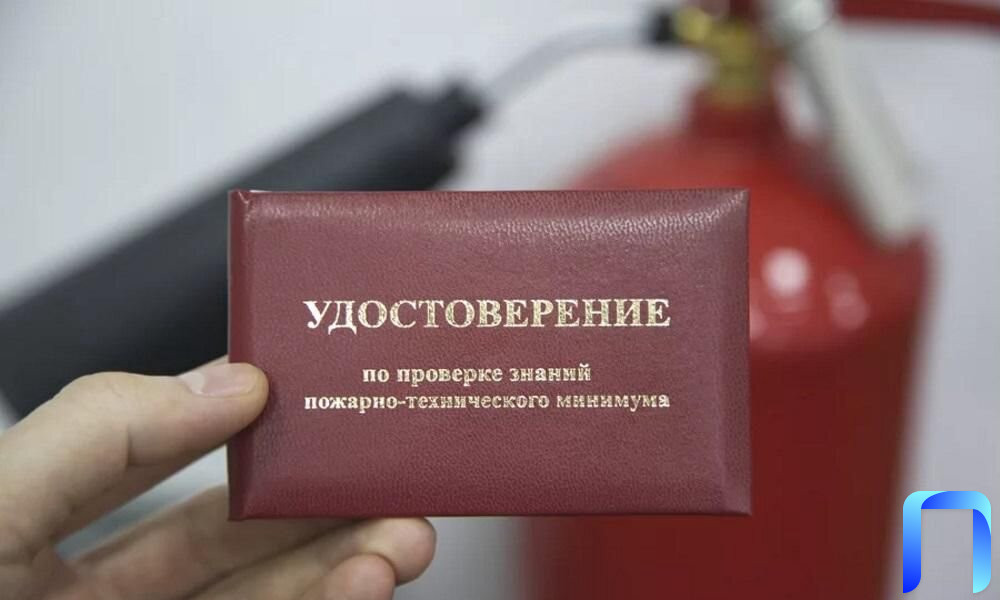 УДОСТОВЕРЕНИЕ
по проверке знаний
пожарно-технического минимума